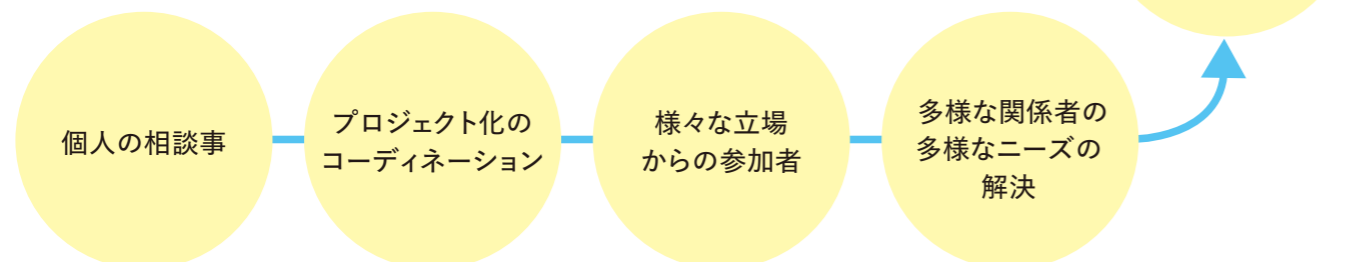 個人の相談事
プロジェクト化の
コーディネーション
様々な立場
からの参加者
多様な関係者の
多様なニーズの
解決